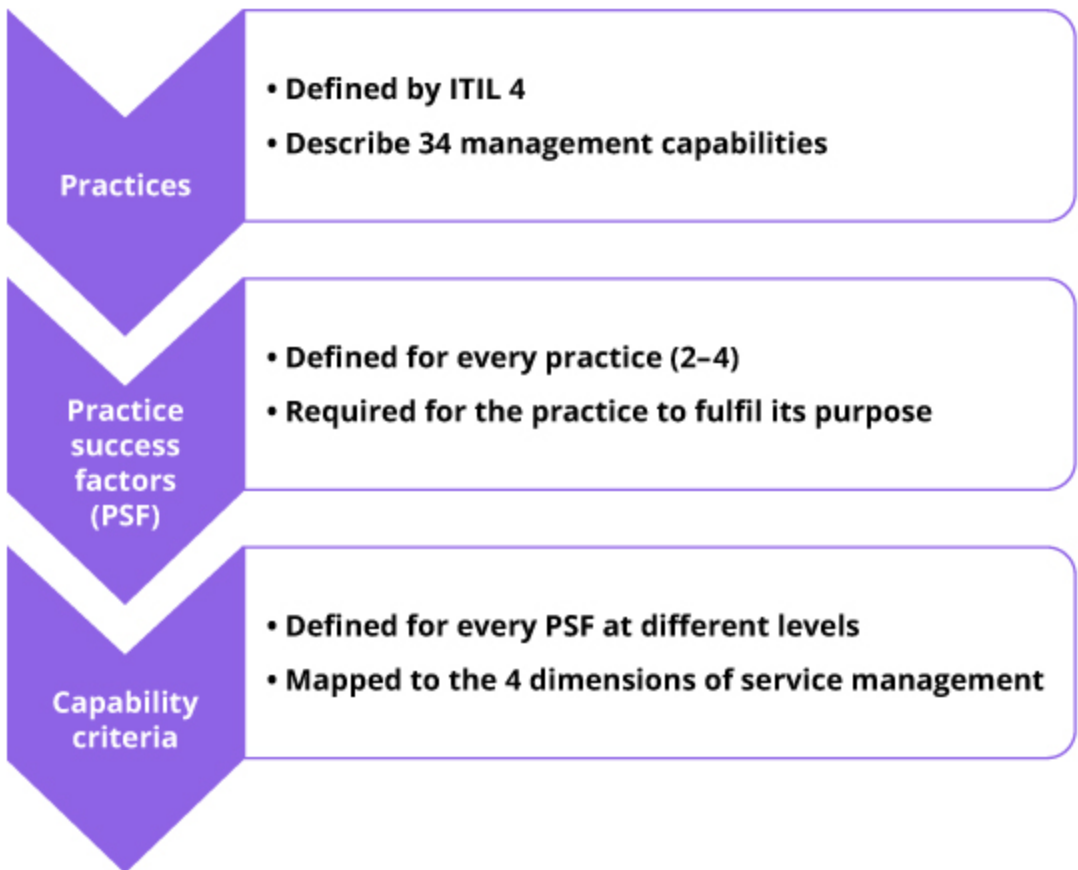 Practices
• Defined by ITIL 4
• Describe 34 management capabilities
Practice
success
factors
(PSF)
• Defined for every practice (2–4)
• Required for the practice to fulfil its purpose
Capability
criteria
• Defined for every PSF at different levels
• Mapped to the 4 dimensions of service management